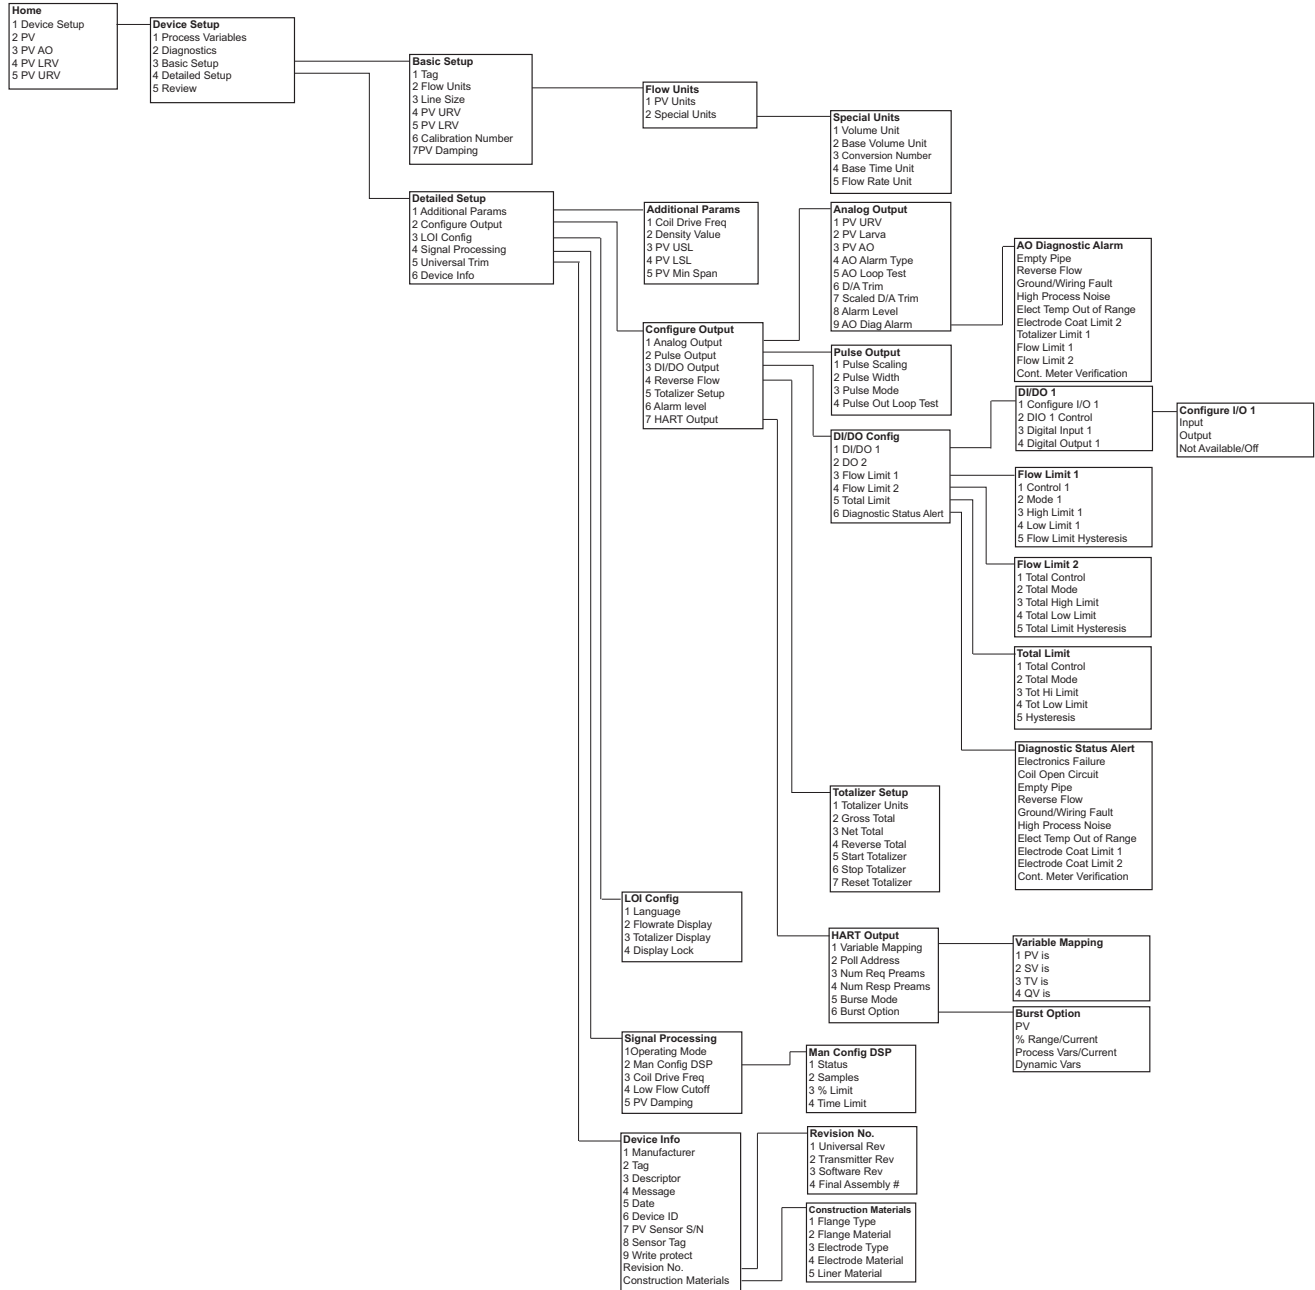 Home
1 Device Setup
2 PV
3 PV AO
4 PV LRV
5 PV URV
Device Setup
1 Process Variables
2 Diagnostics
3 Basic Setup
4 Detailed Setup
5 Review
Basic Setup
1 Tag
2 Flow Units
3 Line Size
4 PV URV
5 PV LRV
6 Calibration Number
7PV Damping
Flow Units
1 PV Units
2 Special Units
Special Units
1 Volume Unit
2 Base Volume Unit
3 Conversion Number
4 Base Time Unit
5 Flow Rate Unit
Detailed Setup
1 Additional Params
2 Configure Output
3 LOI Config
4 Signal Processing
5 Universal Trim
6 Device Info
Additional Params
1 Coil Drive Freq
2 Density Value
3 PV USL
4 PV LSL
5 PV Min Span
Analog Output
1 PV URV
2 PV Larva
3 PV AO
4 AO Alarm Type
5 AO Loop Test
6 D/A Trim
7 Scaled D/A Trim
8 Alarm Level
9 AO Diag Alarm
AO Diagnostic Alarm
Empty Pipe
Reverse Flow
Ground/Wiring Fault
High Process Noise
Elect Temp Out of Range
Electrode Coat Limit 2
Totalizer Limit 1
Flow Limit 1
Flow Limit 2
Cont. Meter Verification
Configure Output
1 Analog Output
2 Pulse Output
3 DI/DO Output
4 Reverse Flow
5 Totalizer Setup
6 Alarm level
7 HART Output
Pulse Output
1 Pulse Scaling
2 Pulse Width
3 Pulse Mode
4 Pulse Out Loop Test
DI/DO 1
1 Configure I/O 1
2 DIO 1 Control
3 Digital Input 1
4 Digital Output 1
Configure I/O 1
Input
Output
Not Available/Off
DI/DO Config
1 DI/DO 1
2 DO 2
3 Flow Limit 1
4 Flow Limit 2
5 Total Limit
6 Diagnostic Status Alert
Flow Limit 1
1 Control 1
2 Mode 1
3 High Limit 1
4 Low Limit 1
5 Flow Limit Hysteresis
Flow Limit 2
1 Total Control
2 Total Mode
3 Total High Limit
4 Total Low Limit
5 Total Limit Hysteresis
Total Limit
1 Total Control
2 Total Mode
3 Tot Hi Limit
4 Tot Low Limit
5 Hysteresis
Diagnostic Status Alert
Electronics Failure
Coil Open Circuit
Empty Pipe
Reverse Flow
Ground/Wiring Fault
High Process Noise
Elect Temp Out of Range
Electrode Coat Limit 1
Electrode Coat Limit 2
Cont. Meter Verification
Totalizer Setup
1 Totalizer Units
2 Gross Total
3 Net Total
4 Reverse Total
5 Start Totalizer
6 Stop Totalizer
7 Reset Totalizer
LOI Config
1 Language
2 Flowrate Display
3 Totalizer Display
4 Display Lock
HART Output
1 Variable Mapping
2 Poll Address
3 Num Req Preams
4 Num Resp Preams
5 Burse Mode
6 Burst Option
Variable Mapping
1 PV is
2 SV is
3 TV is
4 QV is
Burst Option
PV
% Range/Current
Process Vars/Current
Dynamic Vars
Signal Processing
1Operating Mode
2 Man Config DSP
3 Coil Drive Freq
4 Low Flow Cutoff
5 PV Damping
Man Config DSP
1 Status
2 Samples
3 % Limit
4 Time Limit
Device Info
1 Manufacturer
2 Tag
3 Descriptor
4 Message
5 Date
6 Device ID
7 PV Sensor S/N
8 Sensor Tag
9 Write protect
Revision No.
Construction Materials
Revision No.
1 Universal Rev
2 Transmitter Rev
3 Software Rev
4 Final Assembly #
Construction Materials
1 Flange Type
2 Flange Material
3 Electrode Type
4 Electrode Material
5 Liner Material